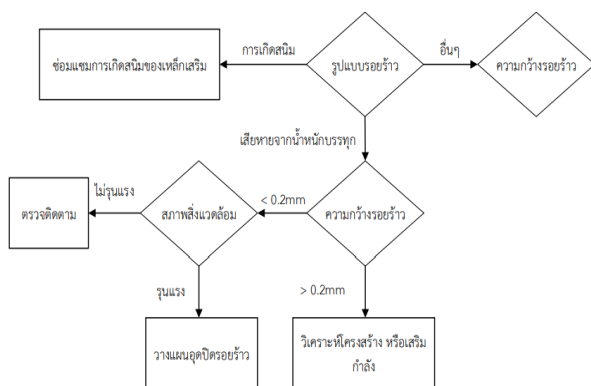 การเกิดสนิม
อื่นๆ
ซ่อมแซมการเกิดสนิมของเหล็กเสริม
รูปแบบรอยร้าว
ความกว้างรอยร้าว
เสียหายจากน้ำหนักบรรทุก
ไม่รุนแรง
< 0.2mm
ตรวจติดตาม
สภาพสิ่งแวดล้อม
ความกว้างรอยร้าว
รุนแรง
> 0.2mm
วางแผนอุดปิดรอยร้าว
วิเคราะห์โครงสร้าง หรือเสริม
กำลัง